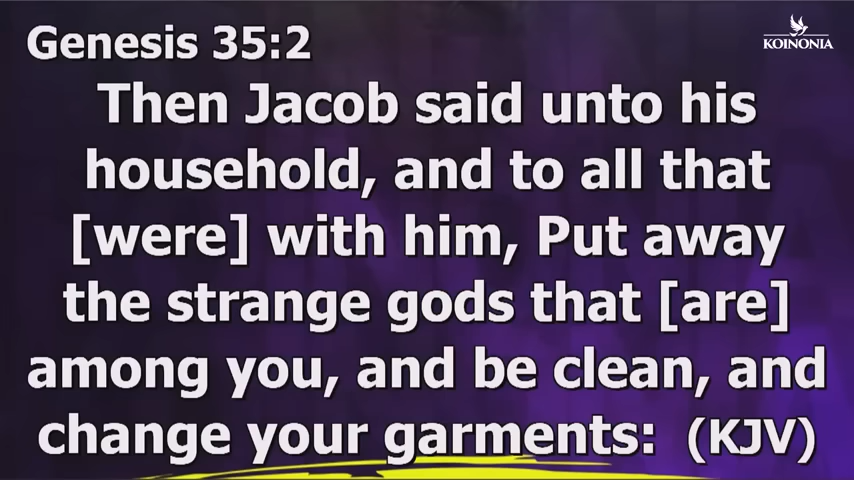 Genesis 35:2
KOINONIA
Then Jacob said unto his
household, and to all that
[were] with him, Put away
the strange gods that [are]
among you, and be clean, and
change your garments: (KJV)